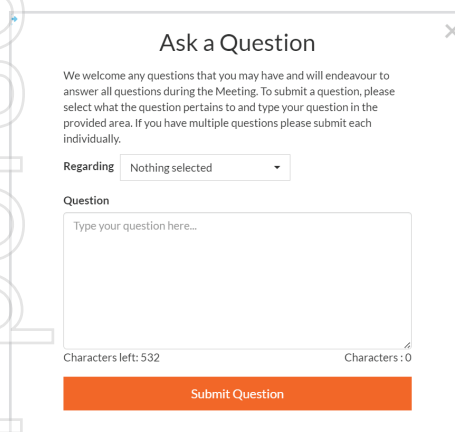 Ask a Question
We welcome any questions that you may have and will endeavour to
answer all questions during the Meeting. To submit a question, please
select what the question pertains to and type your question in the
provided area. If you have multiple questions please submit each
individually.
Regarding Nothing selected
Question
Type your question here...
Characters left: 532 Characters : 0
Submit Question